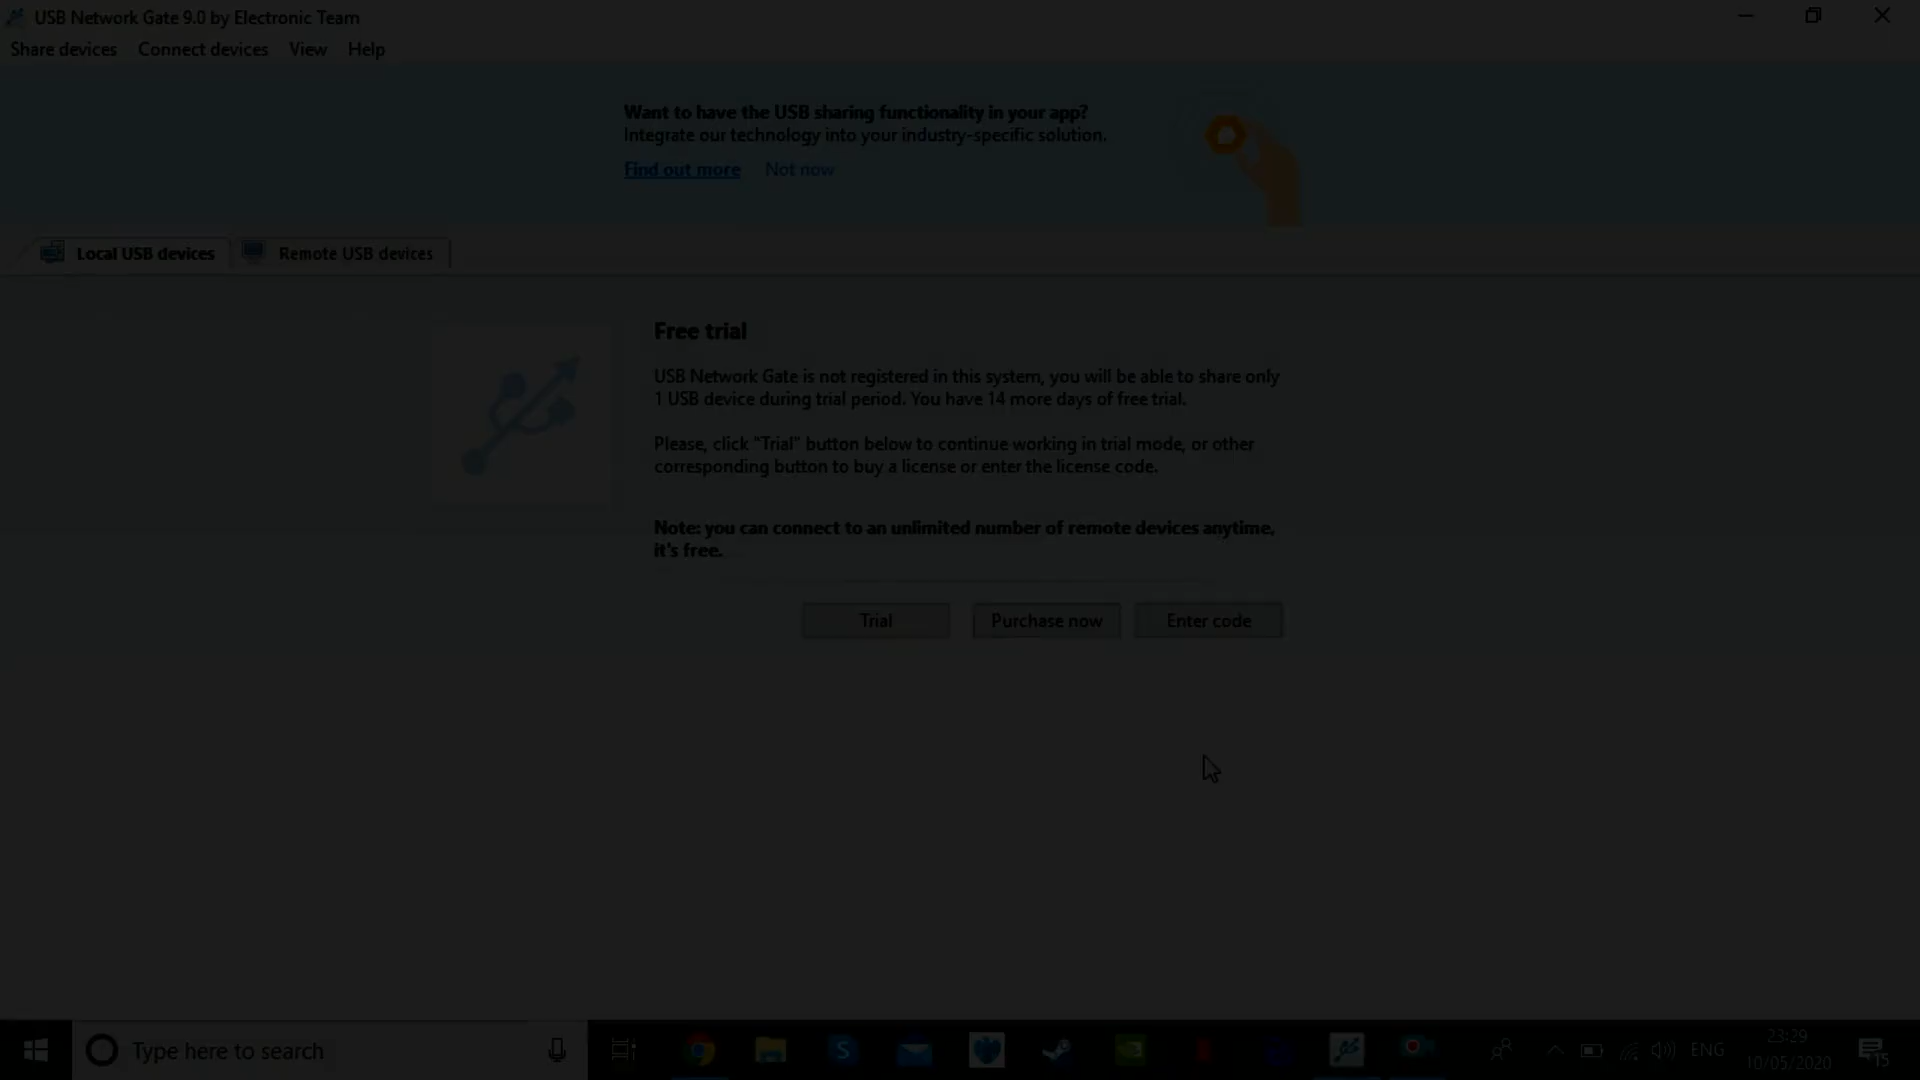 USB Network Gate 9.0 by Electronic Team
Share devices Connect devices View Help
Want to have the USB sharing functionality in your app?
Integrate our technology into your industry-specific solution.
Find out more Not now
Local USB devices Remote USB devices
Free trial
USB Network Gate is not registered in this system, you will be able to share only
1 USB device during trial period. You have 14 more days of free trial.
Please, click "Trial" button below to continue working in trial mode, or other
corresponding button to buy a license or enter the license code.
Note: you can connect to an unlimited number of remote devices anytime,
it's free.
Trial Purchase now Enter code
Type here to search
S
ENG
23:29
10/05/2020
15